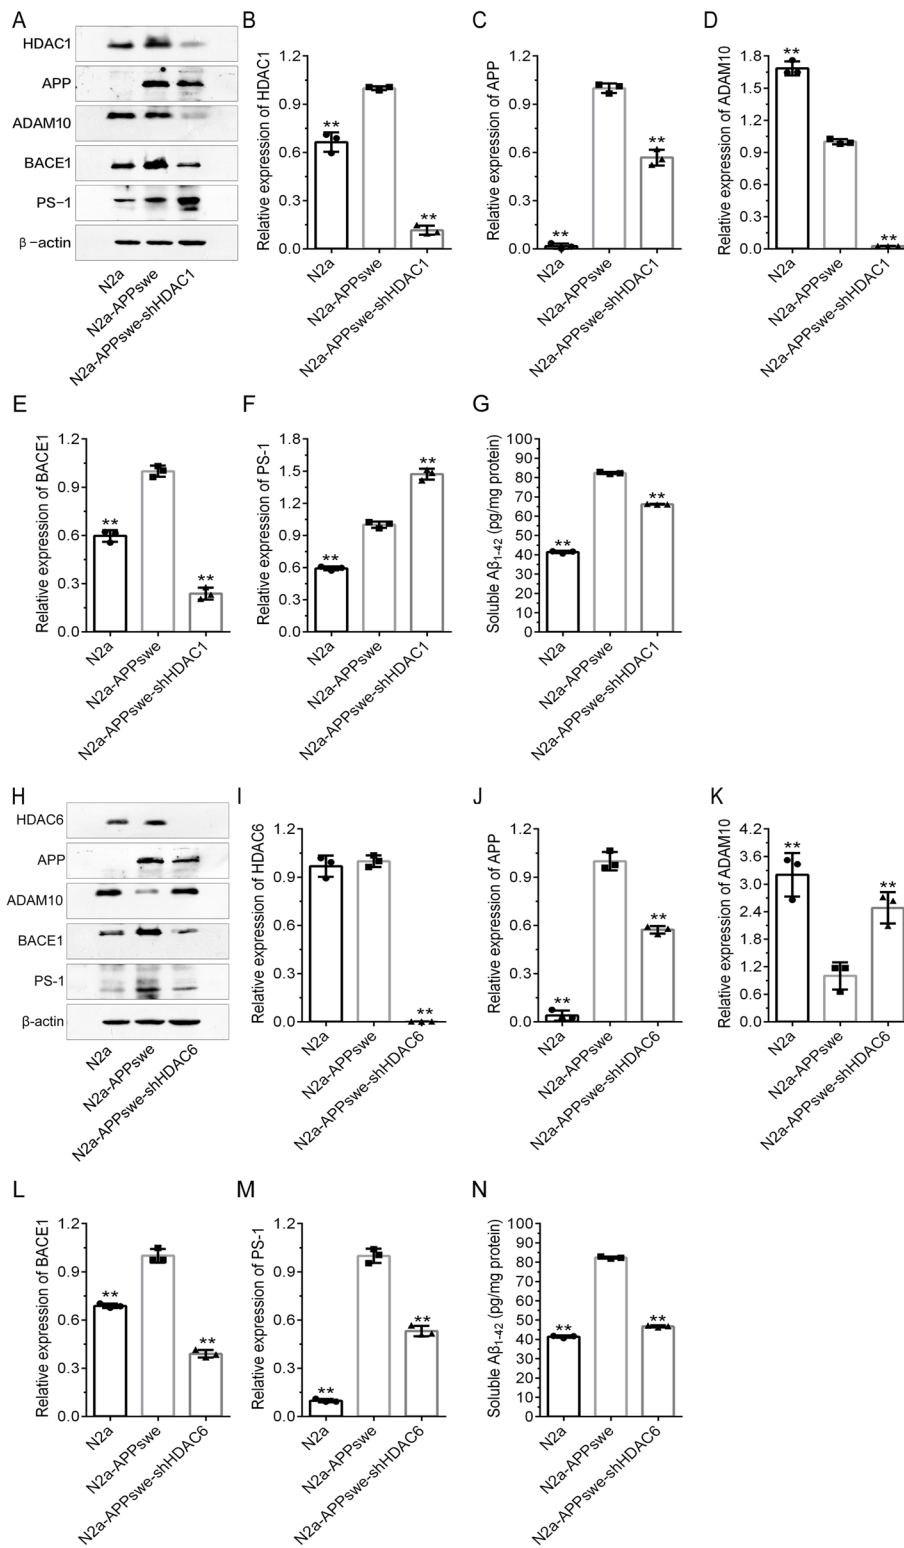 A
HDAC1
APP
ADAM10
BACE1
PS-1
β-actin
N2a
N2a-APPswe
N2a-APPswe-shHDAC1
B
Relative expression of HDAC1
1.2
0.9
0.6
0.3
0.0
**
**
N2a
N2a-APPswe
N2a-APPswe-shHDAC1
C
Relative expression of APP
1.2
0.9
0.6
0.3
0.0
**
**
N2a
N2a-APPswe
N2a-APPswe-shHDAC1
D
Relative expression of ADAM10
1.8
1.5
1.2
0.9
0.6
0.3
0.0
**
**
N2a
N2a-APPswe
N2a-APPswe-shHDAC1
E
Relative expression of BACE1
1.2
0.9
0.6
0.3
0.0
**
**
N2a
N2a-APPswe
N2a-APPswe-shHDAC1
F
Relative expression of PS-1
1.8
1.5
1.2
0.9
0.6
0.3
0.0
**
**
N2a
N2a-APPswe
N2a-APPswe-shHDAC1
G
Soluble Aβ1-42 (pg/mg protein)
100
90
80
70
60
50
40
30
20
10
0
**
**
N2a
N2a-APPswe
N2a-APPswe-shHDAC1
H
HDAC6
APP
ADAM10
BACE1
PS-1
β-actin
N2a
N2a-APPswe
N2a-APPswe-shHDAC6
I
Relative expression of HDAC6
1.2
0.9
0.6
0.3
0.0
**
N2a
N2a-APPswe
N2a-APPswe-shHDAC6
J
Relative expression of APP
1.2
0.9
0.6
0.3
0.0
**
**
N2a
N2a-APPswe
N2a-APPswe-shHDAC6
K
Relative expression of ADAM10
4.2
3.6
3.0
2.4
1.8
1.2
0.6
0.0
**
**
N2a
N2a-APPswe
N2a-APPswe-shHDAC6
L
Relative expression of BACE1
1.2
0.9
0.6
0.3
0.0
**
**
N2a
N2a-APPswe
N2a-APPswe-shHDAC6
M
Relative expression of PS-1
1.2
0.9
0.6
0.3
0.0
**
**
N2a
N2a-APPswe
N2a-APPswe-shHDAC6
N
Soluble Aβ1-42 (pg/mg protein)
100
90
80
70
60
50
40
30
20
10
0
**
**
N2a
N2a-APPswe
N2a-APPswe-shHDAC6